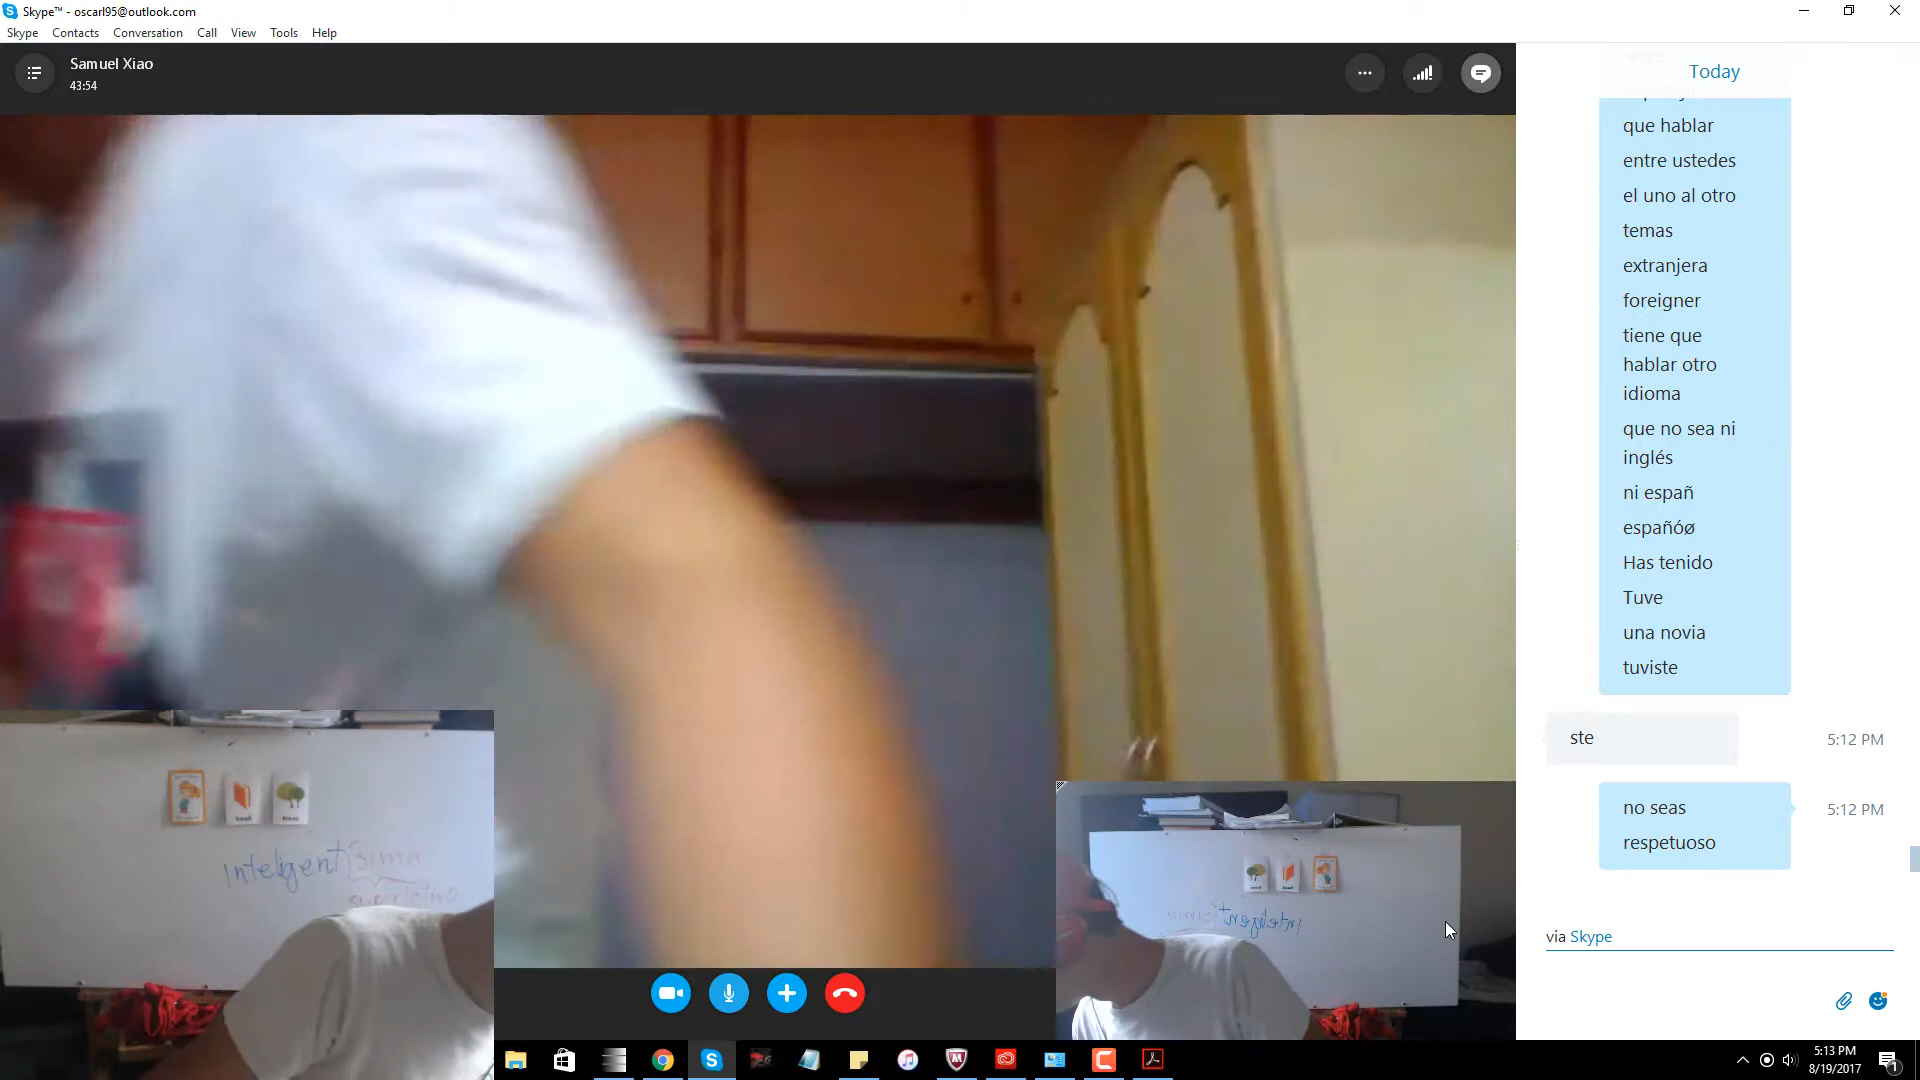 Skype™ - oscarl95@outlook.com
Skype Contacts Conversation Call View Tools Help
Samuel Xiao
43:54
Today
que hablar
entre ustedes
el uno al otro
temas
extranjera
foreigner
tiene que
hablar otro
idioma
que no sea ni
inglés
ni españ
españóø
Has tenido
Tuve
una novia
tuviste
ste
5:12 PM
no seas
5:12 PM
respetuoso
via Skype
Inteligentísima
superlativo
Inteligentísima
5:13 PM
8/19/2017
1